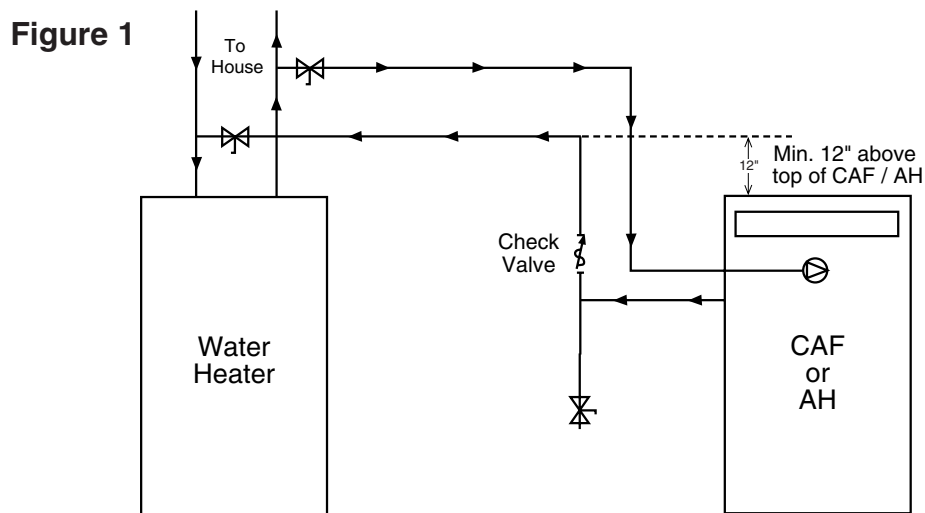 Figure 1
To
House
12"
Min. 12" above
top of CAF / AH
Check
Valve
Water
Heater
CAF
or
AH